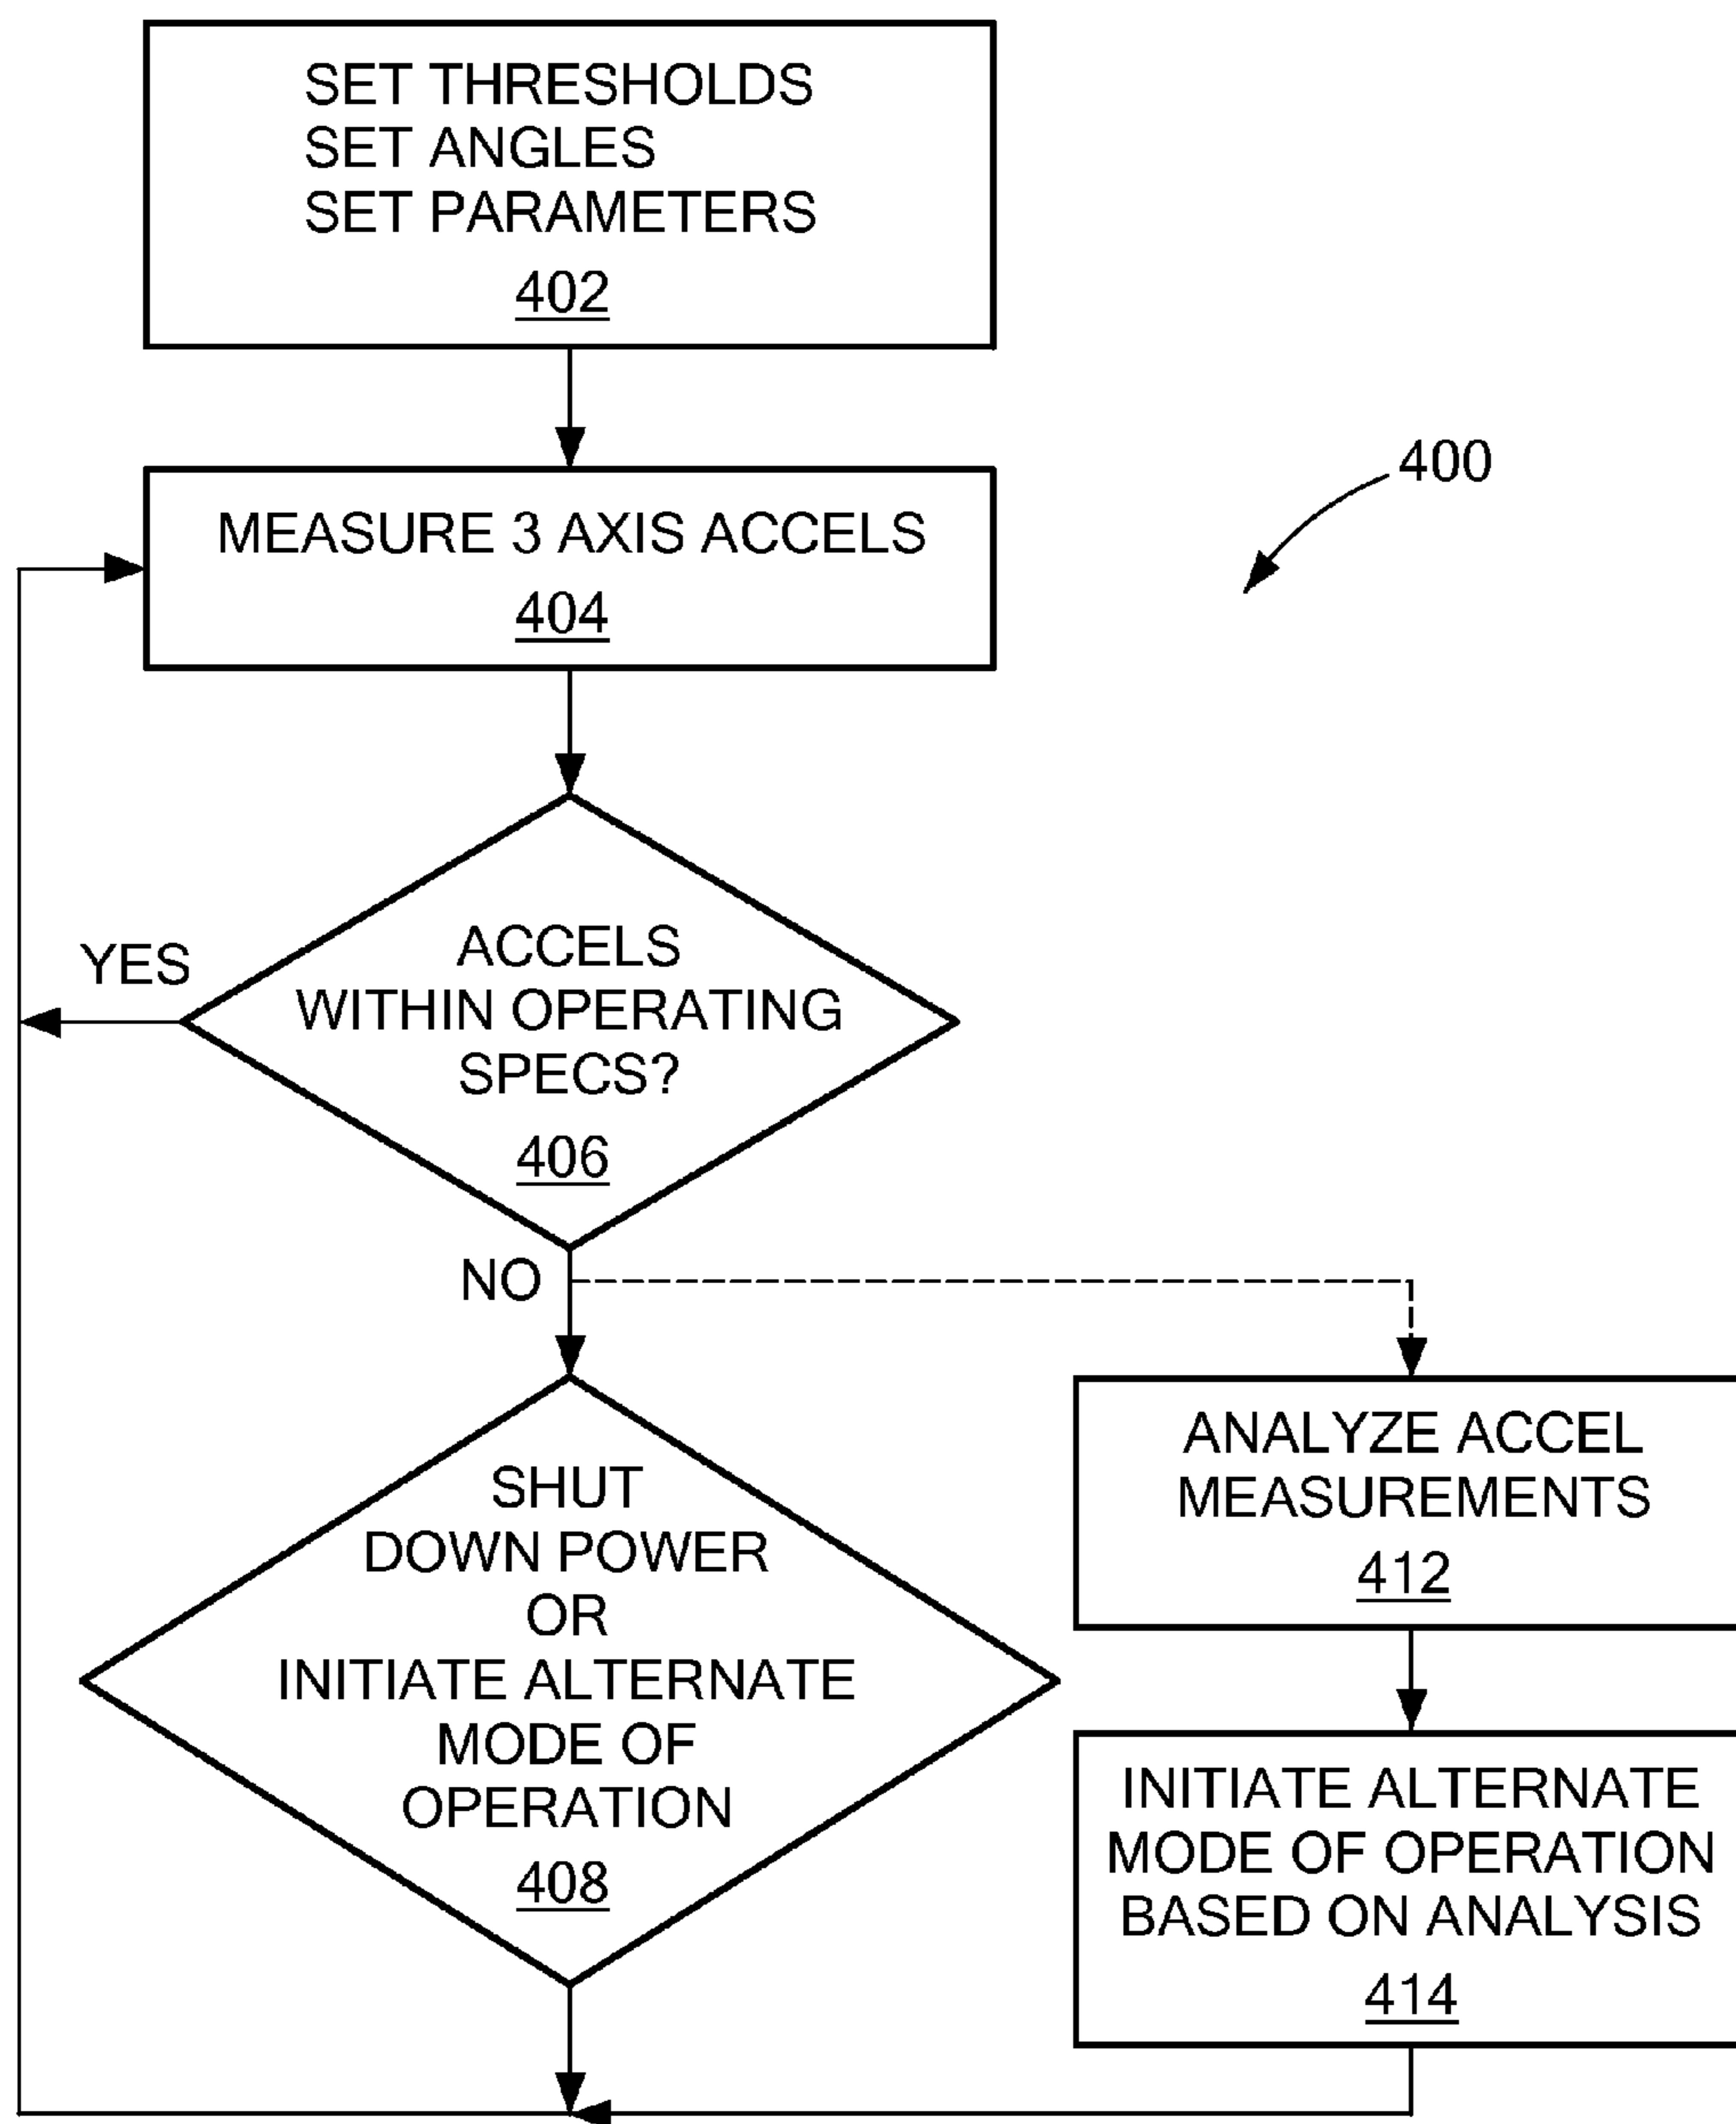 SET THRESHOLDS
SET ANGLES
SET PARAMETERS
402
MEASURE 3 AXIS ACCELS
404
400
YES
ACCELS
WITHIN OPERATING
SPECS?
406
NO
SHUT
DOWN POWER
OR
INITIATE ALTERNATE
MODE OF
OPERATION
408
ANALYZE ACCEL
MEASUREMENTS
412
INITIATE ALTERNATE
MODE OF OPERATION
BASED ON ANALYSIS
414